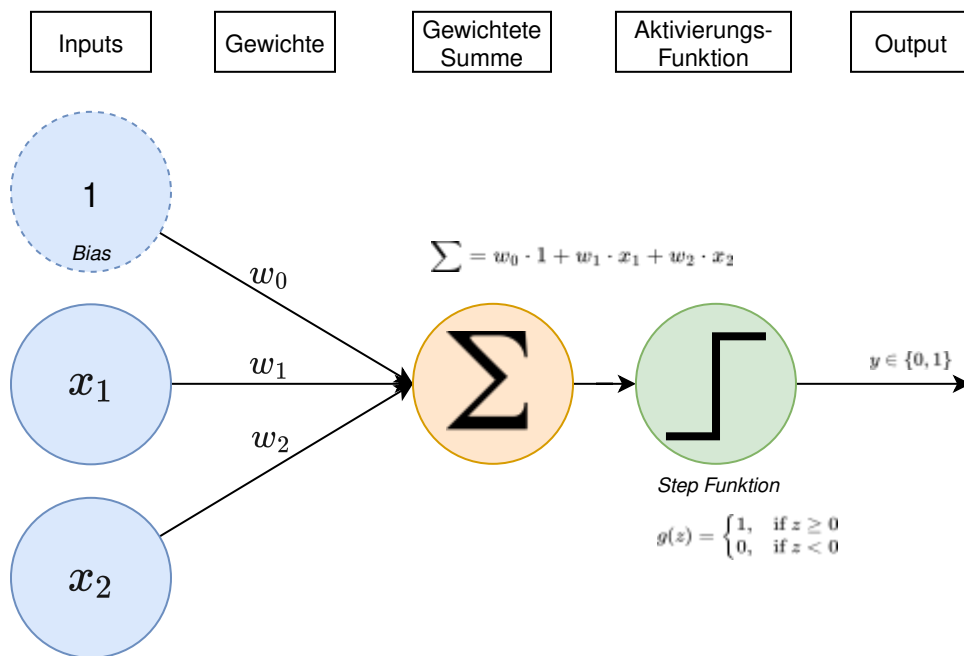 Inputs
Gewichte
Gewichtete
Summe
Aktivierungs-
Funktion
Output
1
Bias
w₀
∑ = w₀ · 1 + w₁ · x₁ + w₂ · x₂
x₁
w₁
∑
y ∈ {0, 1}
w₂
Step Funktion
g(z) = { 1, if z ≥ 0
0, if z < 0
x₂